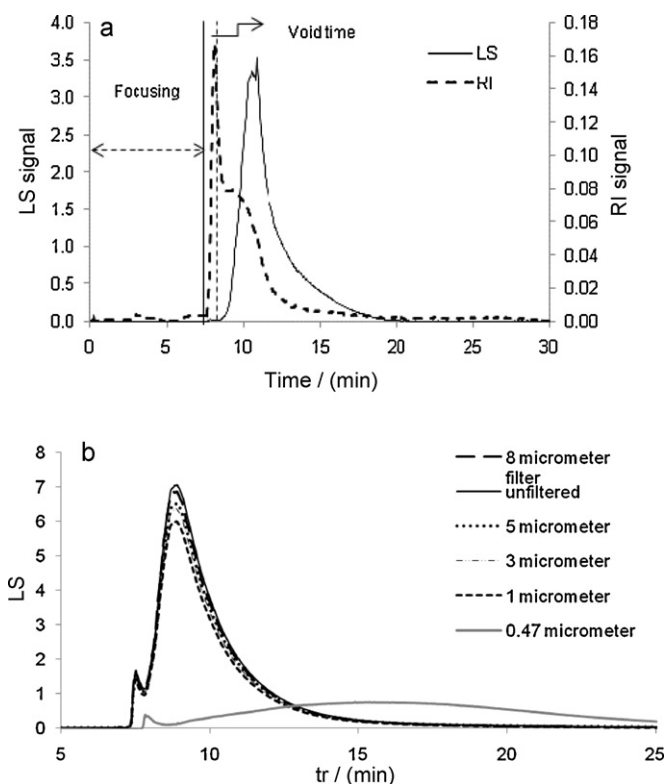 a
Void time
LS
RI
Focusing
4.0
3.5
3.0
2.5
2.0
1.5
1.0
0.5
0.0
LS signal
0.18
0.16
0.14
0.12
0.10
0.08
0.06
0.04
0.02
0.00
RI signal
0 5 10 15 20 25 30
Time / (min)
b
8 micrometer
filter
unfiltered
5 micrometer
3 micrometer
1 micrometer
0.47 micrometer
8
7
6
5
4
3
2
1
0
LS
5 10 15 20 25
tr / (min)